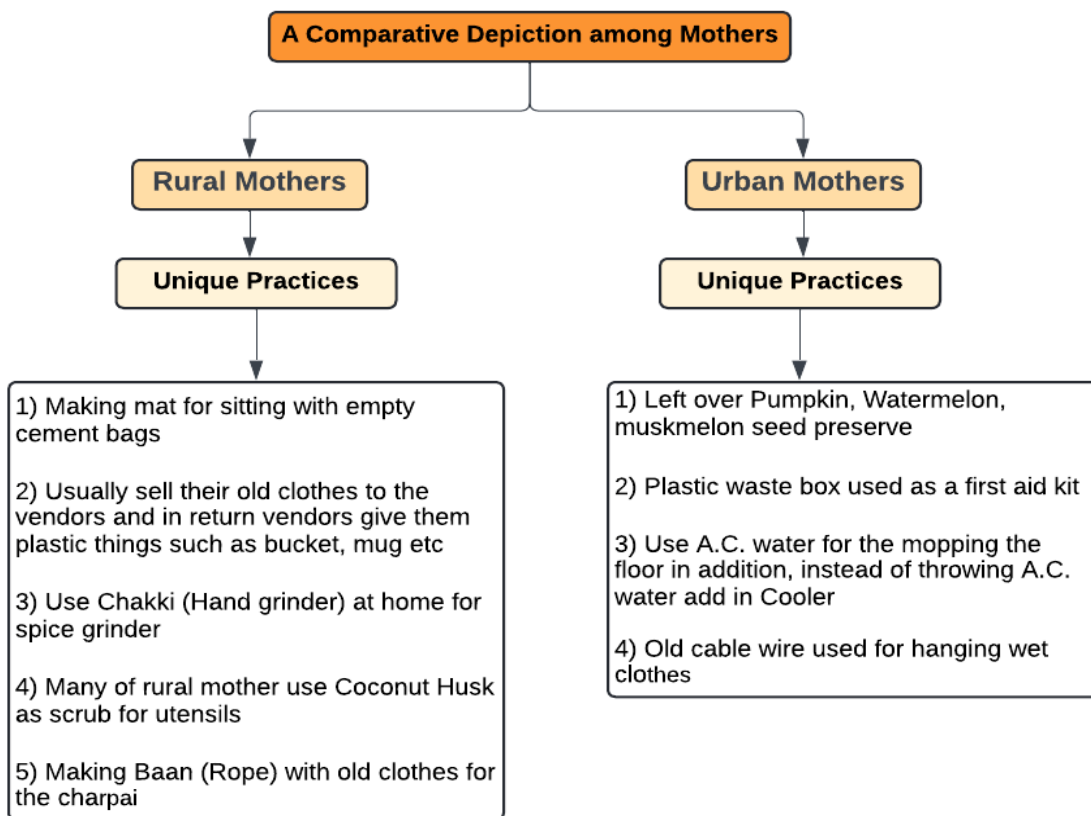 A Comparative Depiction among Mothers
Rural Mothers
Unique Practices
1) Making mat for sitting with empty
cement bags
2) Usually sell their old clothes to the
vendors and in return vendors give them
plastic things such as bucket, mug etc
3) Use Chakki (Hand grinder) at home for
spice grinder
4) Many of rural mother use Coconut Husk
as scrub for utensils
5) Making Baan (Rope) with old clothes for
the charpai
Urban Mothers
Unique Practices
1) Left over Pumpkin, Watermelon,
muskmelon seed preserve
2) Plastic waste box used as a first aid kit
3) Use A.C. water for the mopping the
floor in addition, instead of throwing A.C.
water add in Cooler
4) Old cable wire used for hanging wet
clothes